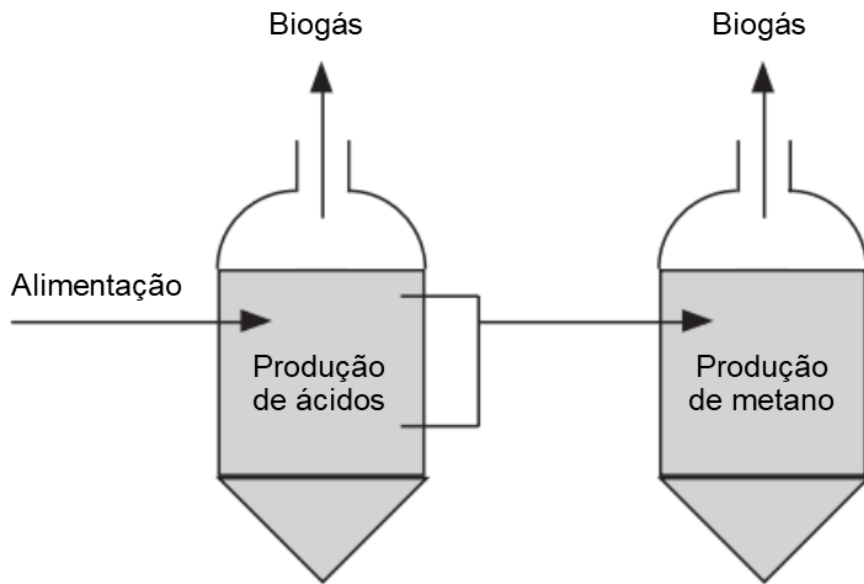 Biogás
Biogás
Alimentação
Produção
de ácidos
Produção
de metano